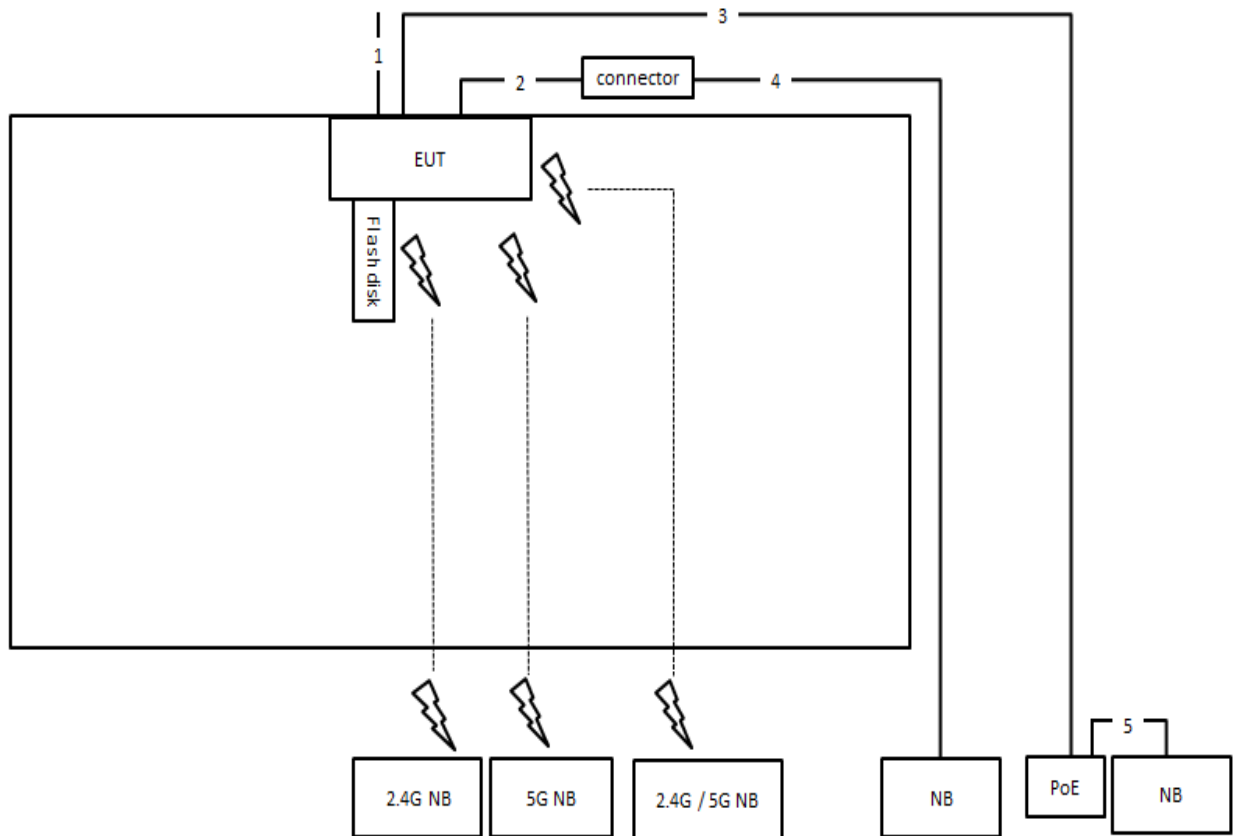 3
1
2
connector
4
EUT
Flash disk
5
2.4G NB
5G NB
2.4G / 5G NB
NB
PoE
NB